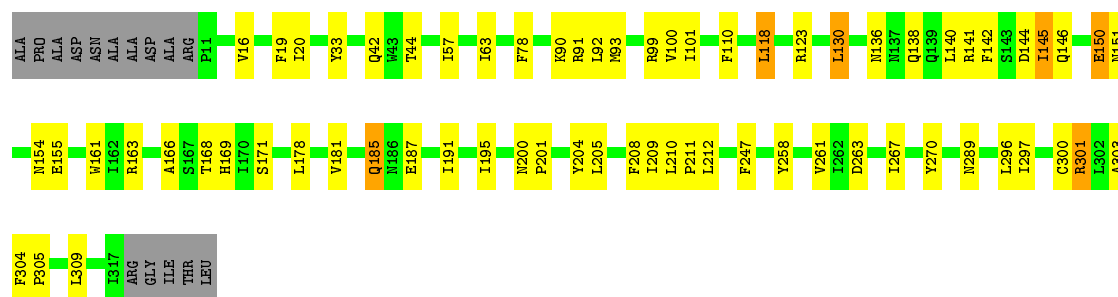 ALA PRO ALA ASP ASN ALA ALA ASP ALA ARG P11 V16 F19 I20 Y33 Q42 W43 T44 I57 I63 F78 K90 R91 L92 M93 R99 V100 I101 F110 L118 R123 L130 N136 N137 Q138 Q139 L140 R141 F142 S143 D144 I145 Q146 E150 N151
N154 E155 W161 I162 R163 A166 S167 T168 H169 I170 S171 L178 V181 Q185 N186 E187 I191 I195 N200 P201 Y204 L205 F208 I209 L210 P211 L212 F247 Y258 V261 I262 D263 I267 Y270 N289 L296 I297 C300 R301 L302 A303
F304 P305 L309 I317 ARG GLY ILE THR LEU